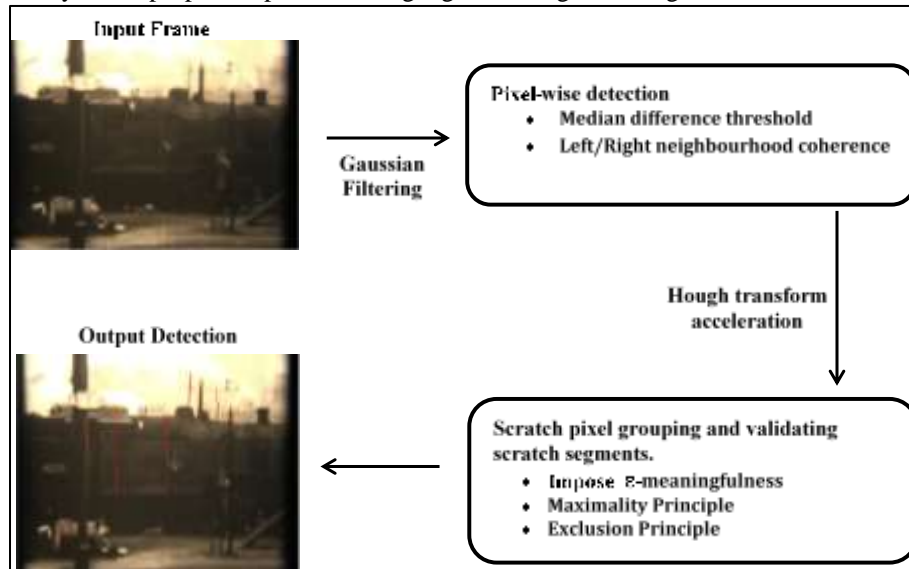 Input Frame
Pixel-wise detection
• Median difference threshold
• Left/Right neighbourhood coherence
Gaussian
Filtering
Hough transform
acceleration
Scratch pixel grouping and validating
scratch segments.
• Impose ε-meaningfulness
• Maximality Principle
• Exclusion Principle
Output Detection